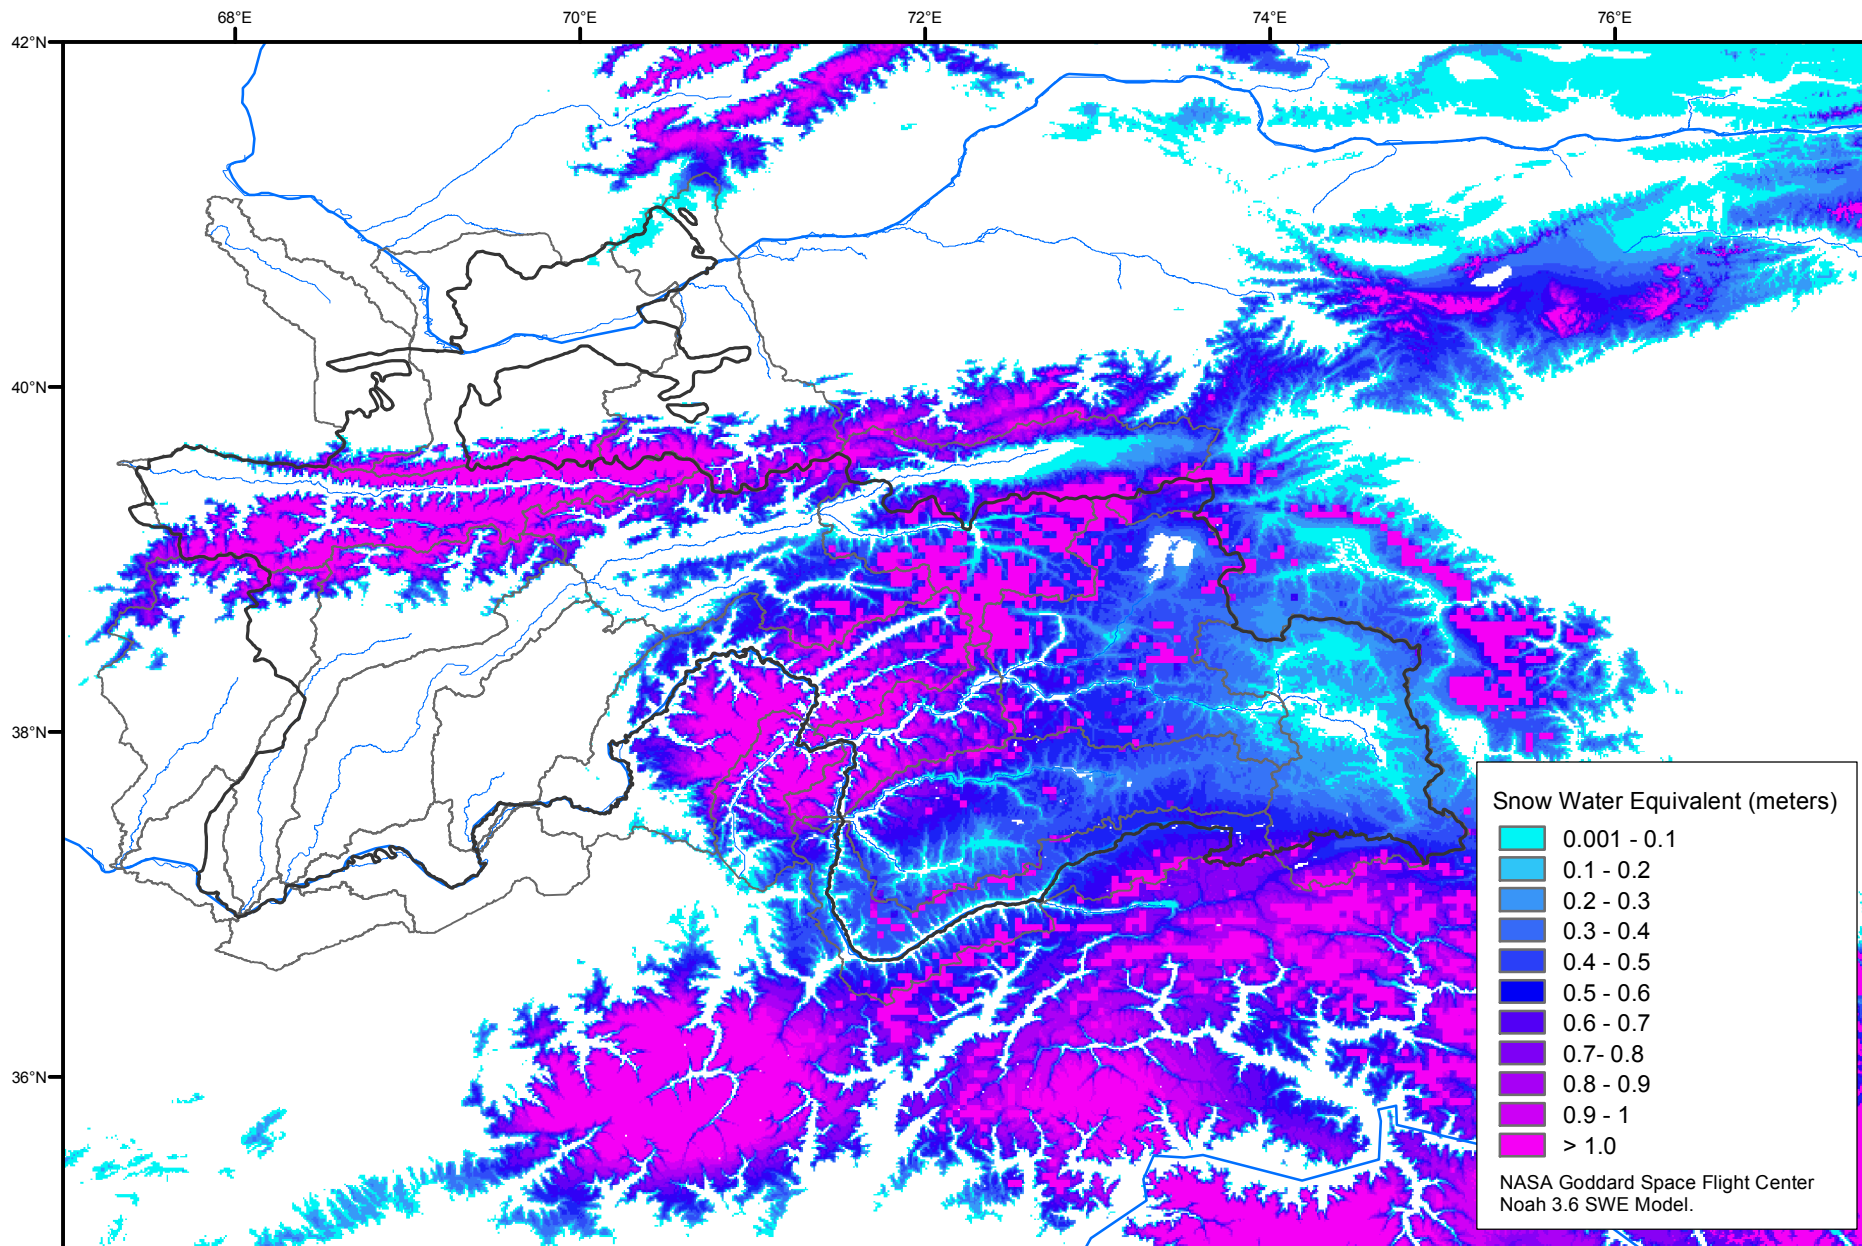 68°E
70°E
72°E
74°E
76°E
42°N
40°N
38°N
36°N
Snow Water Equivalent (meters)
0.001 - 0.1
0.1 - 0.2
0.2 - 0.3
0.3 - 0.4
0.4 - 0.5
0.5 - 0.6
0.6 - 0.7
0.7- 0.8
0.8 - 0.9
0.9 - 1
> 1.0
NASA Goddard Space Flight Center
Noah 3.6 SWE Model.